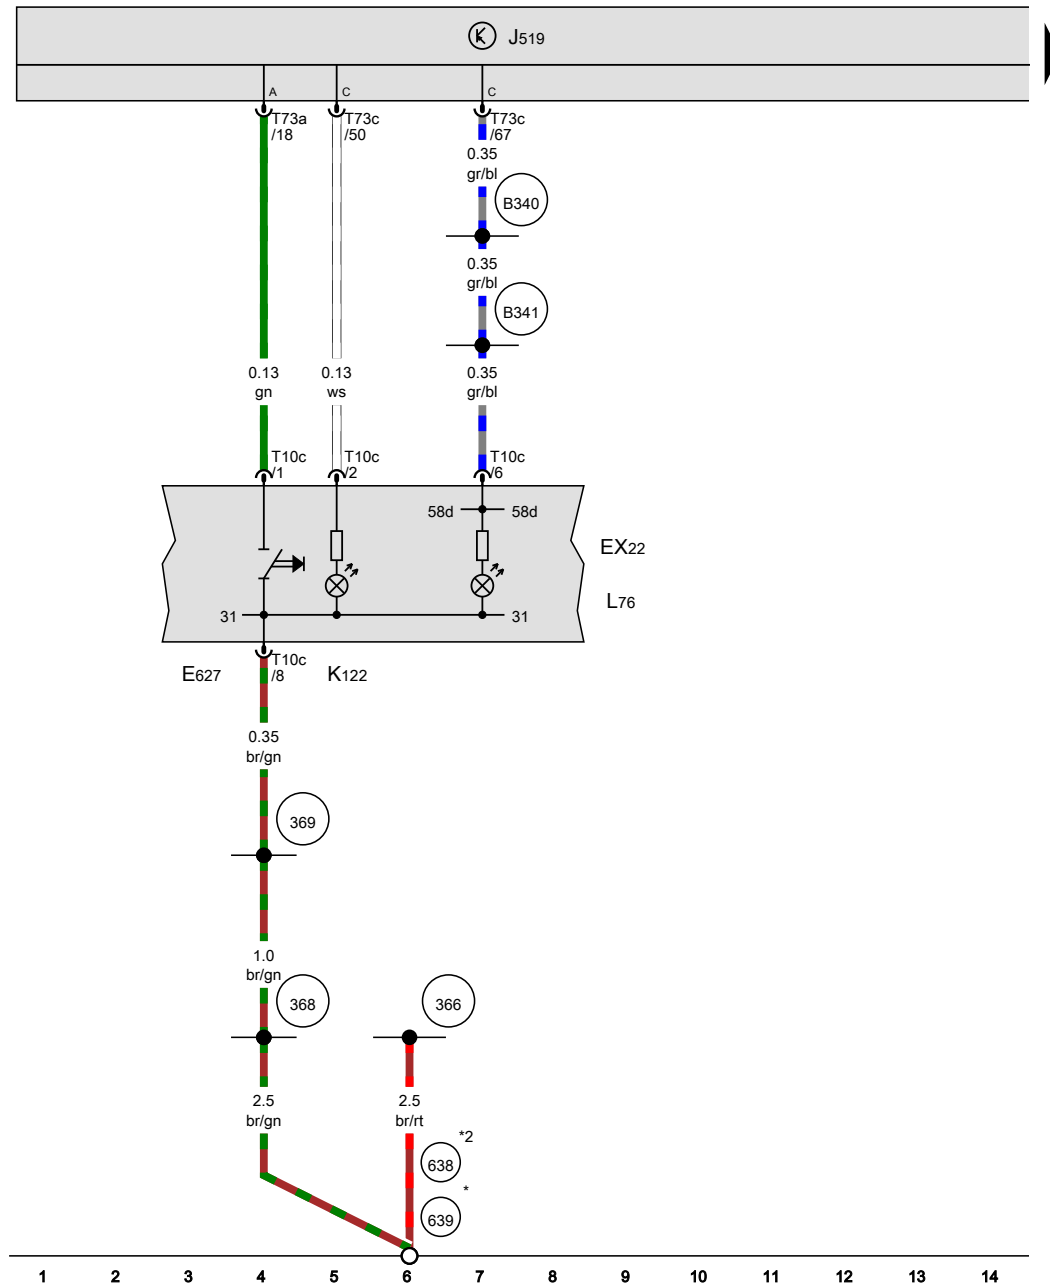 J519
A
C
C
T73a
/18
T73c
/50
T73c
/67
0.35
gr/bl
B340
0.35
gr/bl
B341
0.13
gn
0.13
ws
0.35
gr/bl
T10c
/1
T10c
/2
T10c
/6
58d
58d
EX22
L76
31
31
E627
T10c
/8
K122
0.35
br/gn
369
1.0
br/gn
368
366
2.5
br/gn
2.5
br/rt
*2
638
*
639
1 2 3 4 5 6 7 8 9 10 11 12 13 14